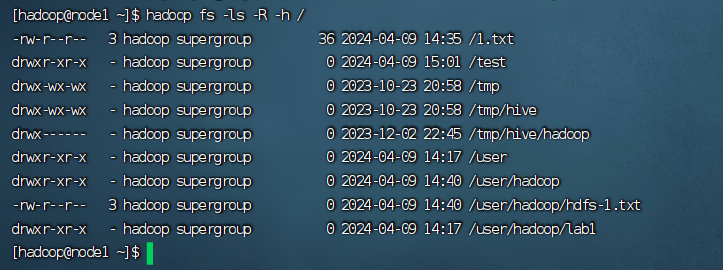 [hadoop@node1 ~]$ hadoop fs -ls -R -h /
-rw-r--r--   3 hadoop supergroup         36 2024-04-09 14:35 /1.txt
drwxr-xr-x   - hadoop supergroup          0 2024-04-09 15:01 /test
drwx-wx-wx   - hadoop supergroup          0 2023-10-23 20:58 /tmp
drwx-wx-wx   - hadoop supergroup          0 2023-10-23 20:58 /tmp/hive
drwx------   - hadoop supergroup          0 2023-12-02 22:45 /tmp/hive/hadoop
drwxr-xr-x   - hadoop supergroup          0 2024-04-09 14:17 /user
drwxr-xr-x   - hadoop supergroup          0 2024-04-09 14:40 /user/hadoop
-rw-r--r--   3 hadoop supergroup          0 2024-04-09 14:40 /user/hadoop/hdfs-1.txt
drwxr-xr-x   - hadoop supergroup          0 2024-04-09 14:17 /user/hadoop/lab1
[hadoop@node1 ~]$